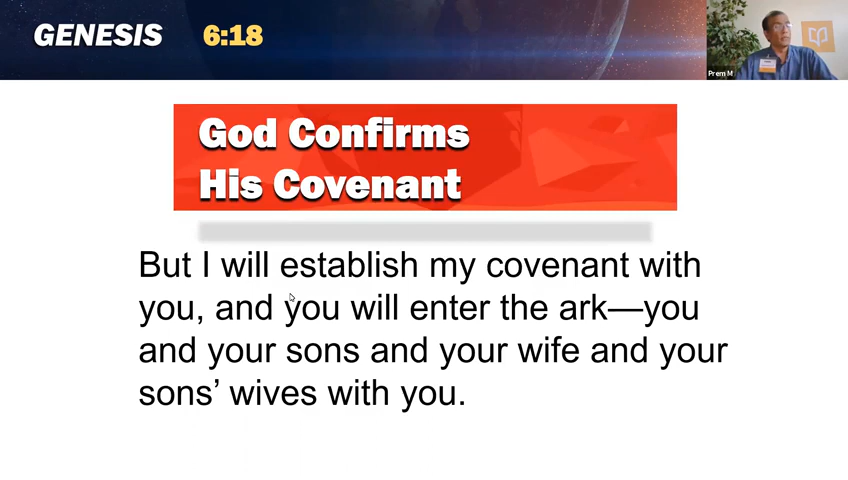 GENESIS 6:18
Prem M
God Confirms
His Covenant
But I will establish my covenant with
you, and you will enter the ark—you
and your sons and your wife and your
sons’ wives with you.